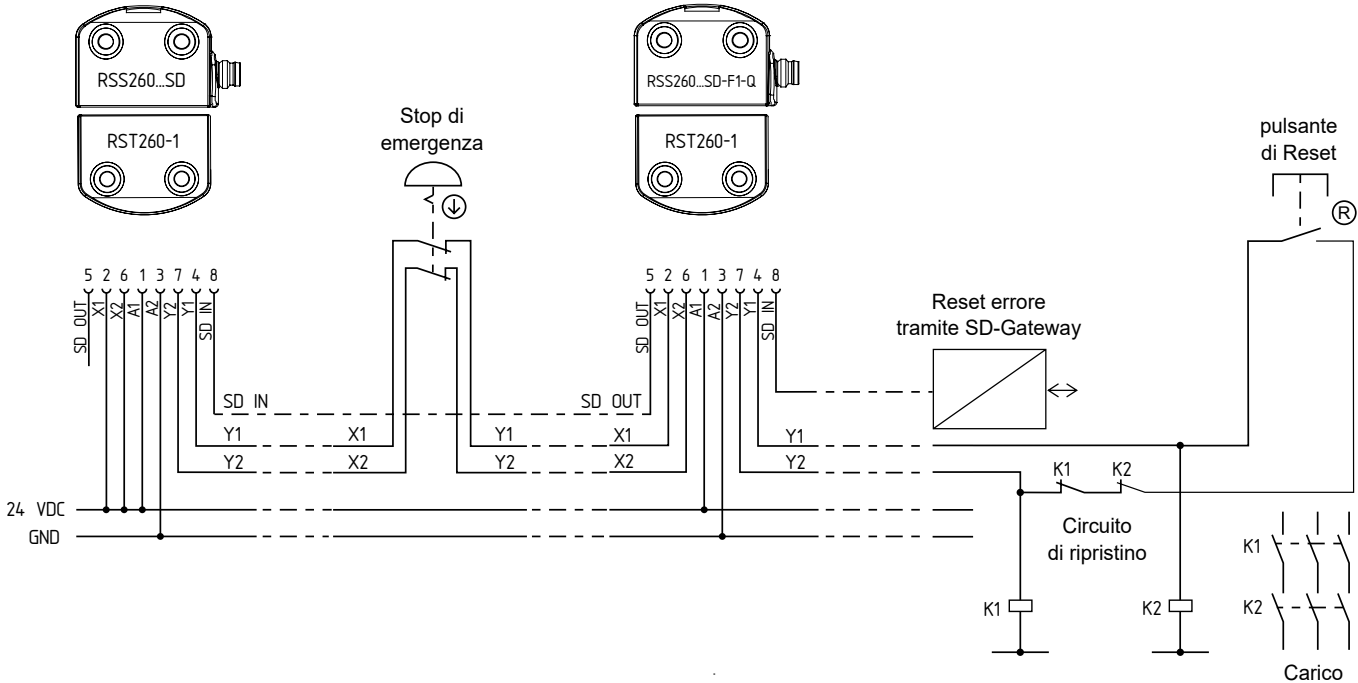 RSS260...SD
RST260-1
Stop di
emergenza
RSS260...SD-F1-Q
RST260-1
pulsante
di Reset
R
5 2 6 1 3 7 4 8
SD OUT
X1
X2
A1
A2
Y2
Y1
SD IN
5 2 6 1 3 7 4 8
SD OUT
X1
X2
A1
A2
Y2
Y1
SD IN
Reset errore
tramite SD-Gateway
SD IN
SD OUT
Y1
X1
Y1
X1
Y1
Y2
X2
Y2
X2
Y2
K1
K2
24 VDC
GND
Circuito
di ripristino
K1
K2
K1
K2
Carico